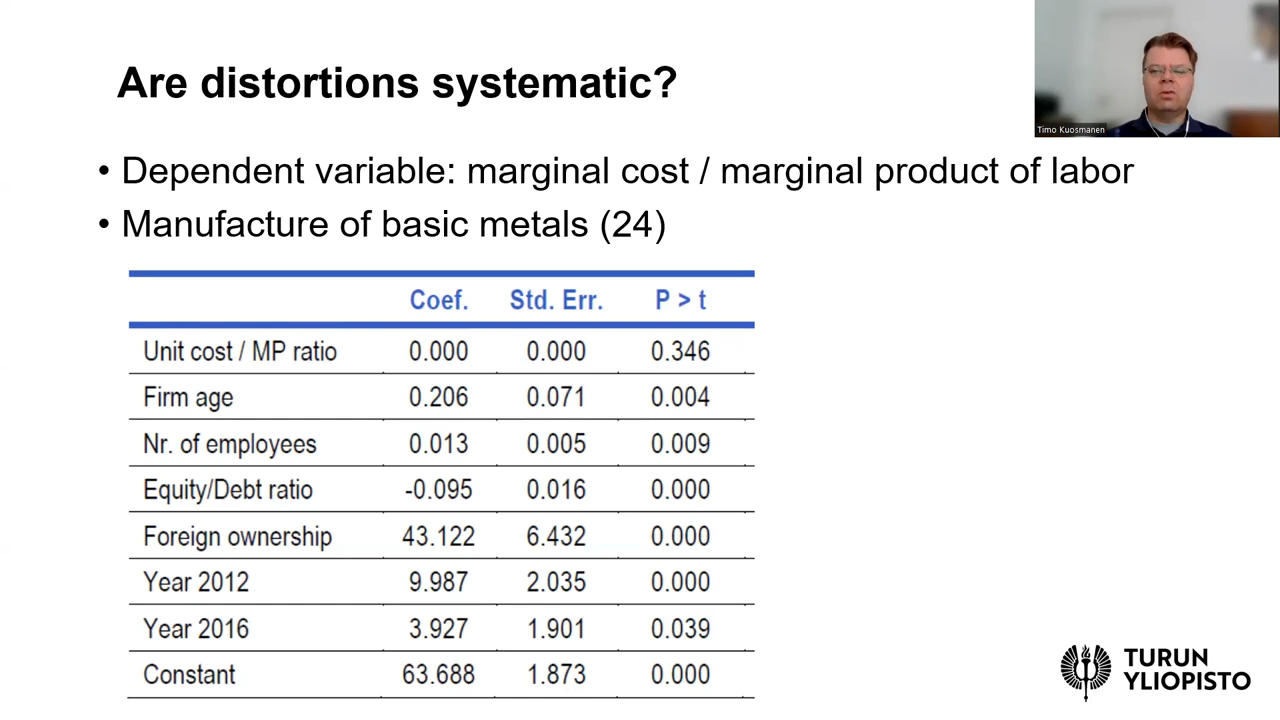 Are distortions systematic?
Timo Kuosmanen
• Dependent variable: marginal cost / marginal product of labor
• Manufacture of basic metals (24)
Coef. Std. Err. P > t
Unit cost / MP ratio 0.000 0.000 0.346
Firm age 0.206 0.071 0.004
Nr. of employees 0.013 0.005 0.009
Equity/Debt ratio -0.095 0.016 0.000
Foreign ownership 43.122 6.432 0.000
Year 2012 9.987 2.035 0.000
Year 2016 3.927 1.901 0.039
Constant 63.688 1.873 0.000
TURUN
YLIOPISTO